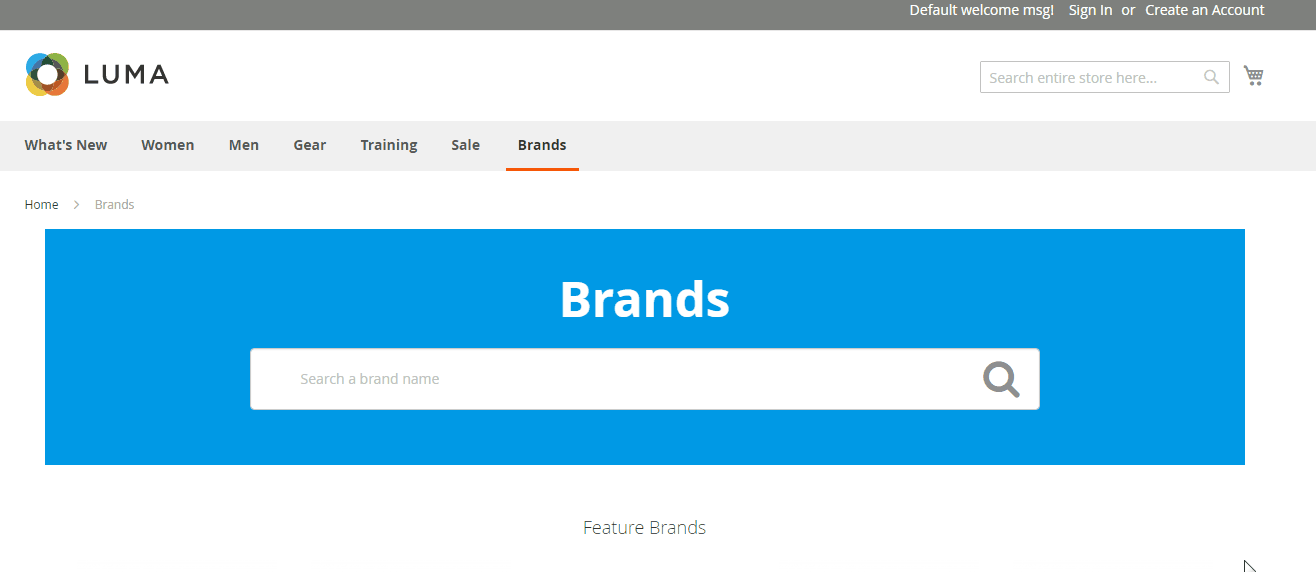 Default welcome msg! Sign In or Create an Account
LUMA
Search entire store here...
What's New Women Men Gear Training Sale Brands
Home Brands
Brands
Search a brand name
Feature Brands